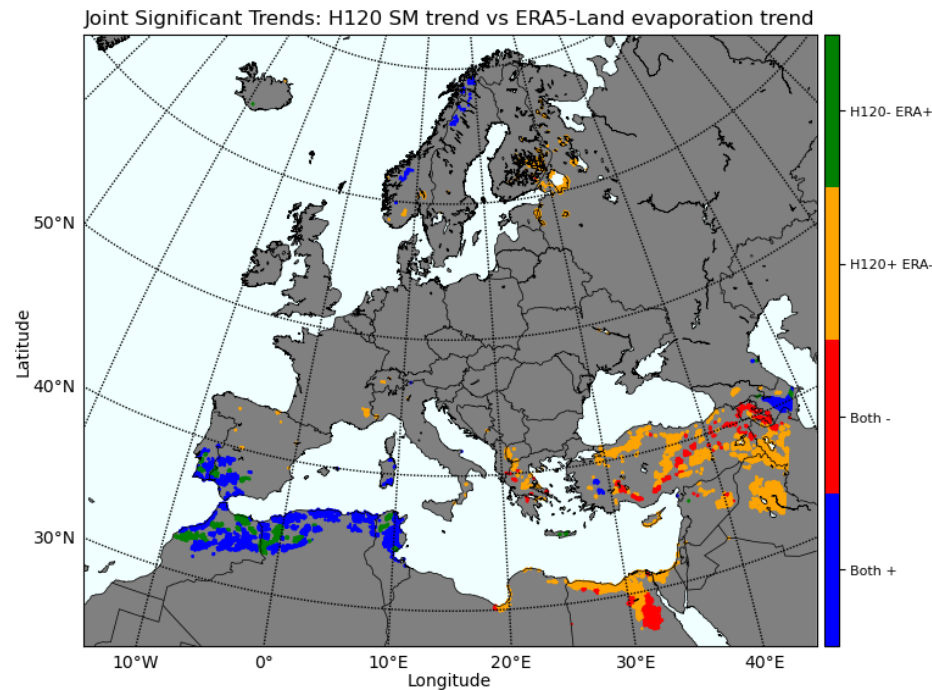 Joint Significant Trends: H120 SM trend vs ERA5-Land evaporation trend
H120- ERA+
50°N
H120+ ERA-
Latitude
40°N
Both -
30°N
Both +
10°W 0° 10°E 20°E 30°E 40°E
Longitude